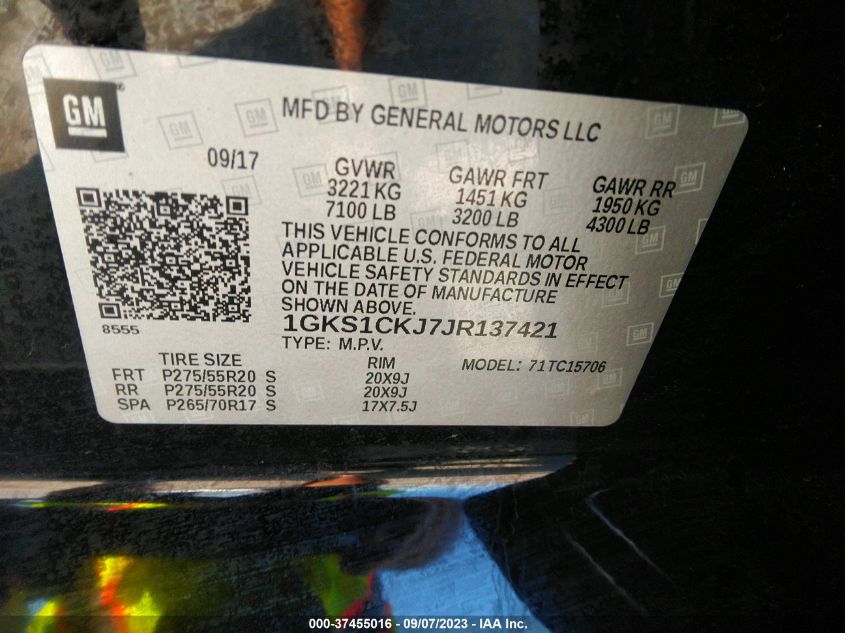 GM
MFD BY GENERAL MOTORS LLC
09/17
GVWR GAWR FRT GAWR RR
3221 KG 1451 KG 1950 KG
7100 LB 3200 LB 4300 LB
THIS VEHICLE CONFORMS TO ALL
APPLICABLE U.S. FEDERAL MOTOR
VEHICLE SAFETY STANDARDS IN EFFECT
ON THE DATE OF MANUFACTURE
SHOWN ABOVE.
8555
1GKS1CKJ7JR137421
TYPE: M.P.V.
TIRE SIZE RIM MODEL: 71TC15706
FRT P275/55R20 S 20X9J
RR P275/55R20 S 20X9J
SPA P265/70R17 S 17X7.5J
000-37455016 - 09/07/2023 - IAA Inc.